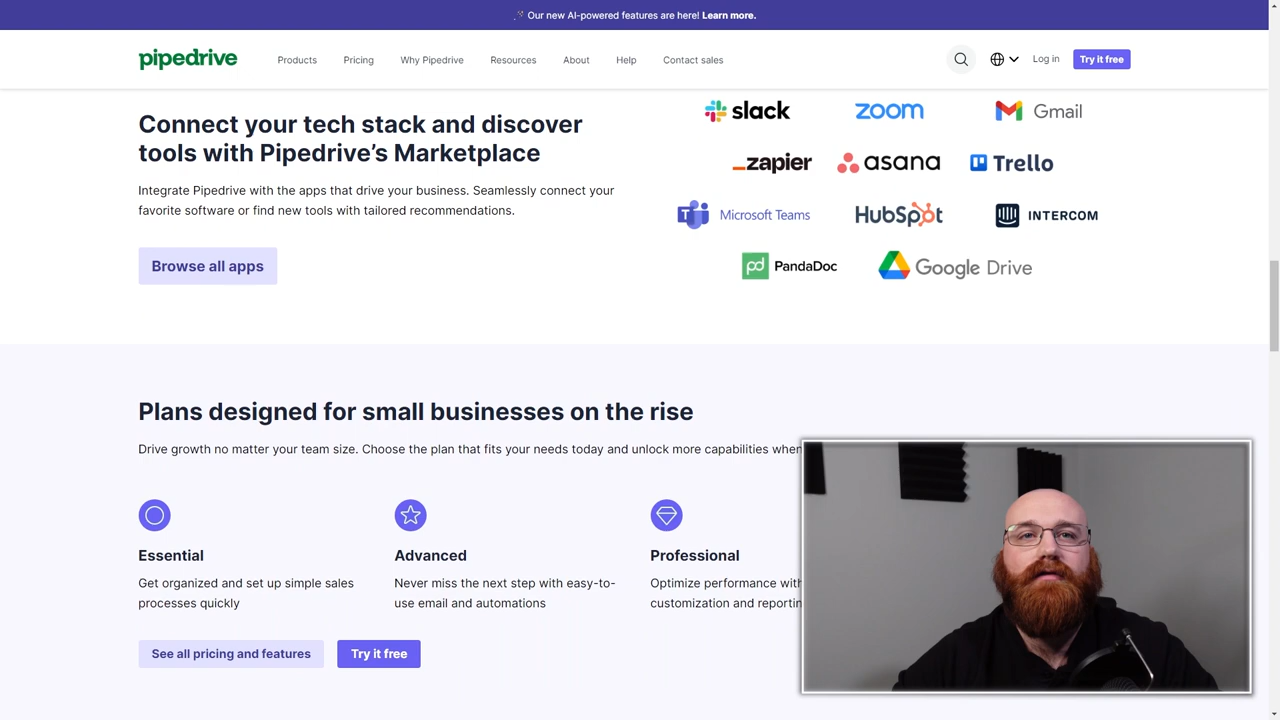 🪄 Our new AI-powered features are here! Learn more.
pipedrive
Products
Pricing
Why Pipedrive
Resources
About
Help
Contact sales
Log in
Try it free
Connect your tech stack and discover
tools with Pipedrive’s Marketplace
Integrate Pipedrive with the apps that drive your business. Seamlessly connect your
favorite software or find new tools with tailored recommendations.
Browse all apps
slack
zoom
Gmail
zapier
asana
Trello
Microsoft Teams
HubSpot
INTERCOM
pd PandaDoc
Google Drive
Plans designed for small businesses on the rise
Drive growth no matter your team size. Choose the plan that fits your needs today and unlock more capabilities when
Essential
Get organized and set up simple sales
processes quickly
Advanced
Never miss the next step with easy-to-
use email and automations
Professional
Optimize performance with
customization and reportin
See all pricing and features
Try it free